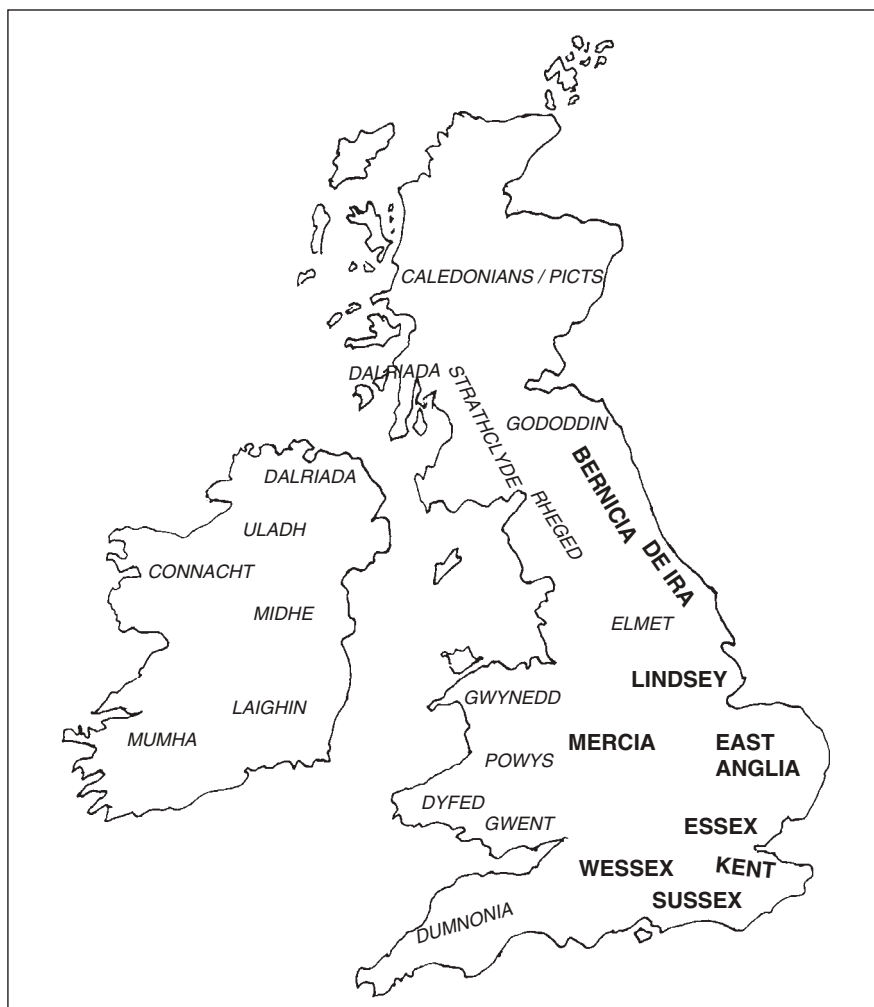 CALEDONIANS / PICTS
DALRIADA
STRATHCLYDE
GODODDIN
BERNICIA
DALRIADA
RHEGED
ULADH
DE IRA
CONNACHT
MIDHE
ELMET
LINDSEY
GWYNEDD
LAIGHIN
MUMHA
MERCIA
EAST
ANGLIA
POWYS
DYFED
GWENT
ESSEX
WESSEX
KENT
SUSSEX
DUMNONIA